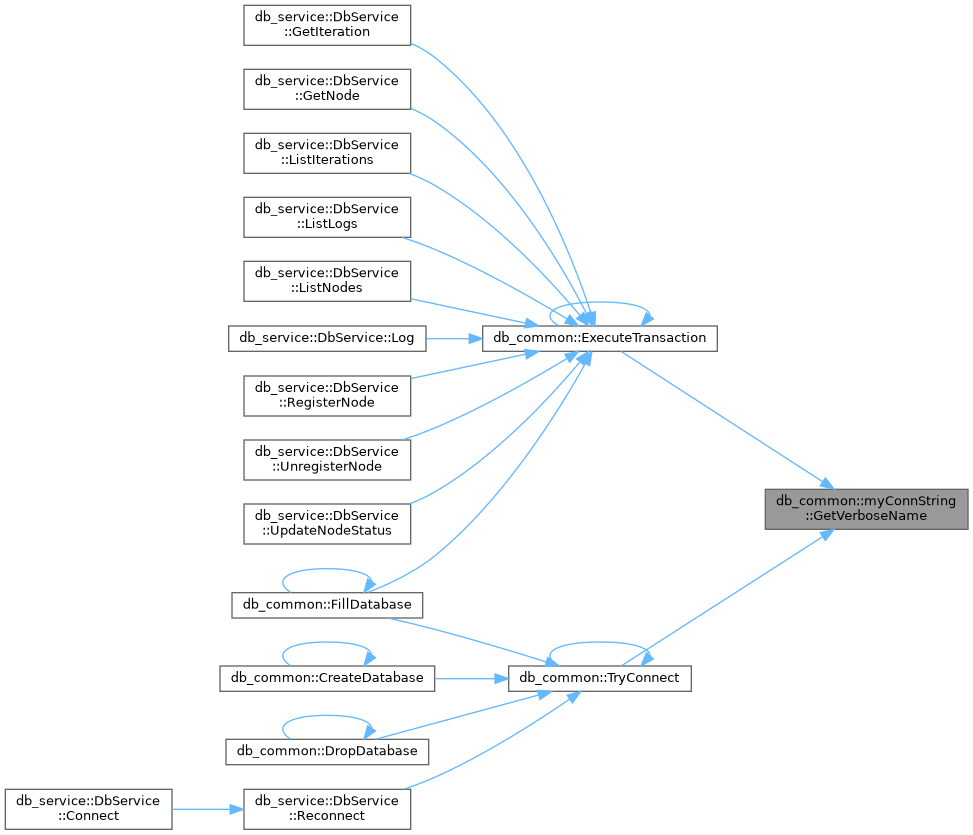 db_service::DbService
::GetIteration
db_service::DbService
::GetNode
db_service::DbService
::ListIterations
db_service::DbService
::ListLogs
db_service::DbService
::ListNodes
db_service::DbService::Log
db_common::ExecuteTransaction
db_service::DbService
::RegisterNode
db_service::DbService
::UnregisterNode
db_common::myConnString
::GetVerboseName
db_service::DbService
::UpdateNodeStatus
db_common::FillDatabase
db_common::CreateDatabase
db_common::TryConnect
db_common::DropDatabase
db_service::DbService
::Connect
db_service::DbService
::Reconnect